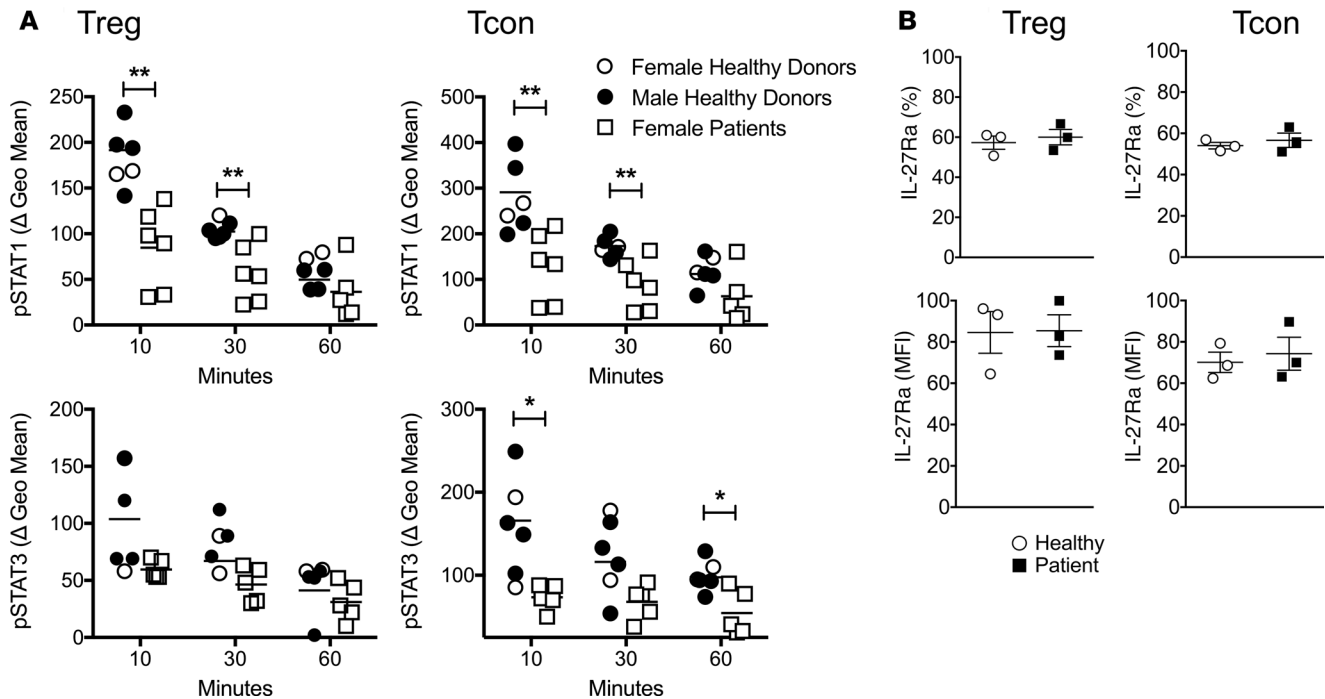 A Treg Tcon
Female Healthy Donors
Male Healthy Donors
Female Patients
**
250
200
150
100
50
0
pSTAT1 (Δ Geo Mean)
**
10 30 60
Minutes
**
500
400
300
200
100
0
pSTAT1 (Δ Geo Mean)
**
10 30 60
Minutes
200
150
100
50
0
pSTAT3 (Δ Geo Mean)
10 30 60
Minutes
*
300
200
100
pSTAT3 (Δ Geo Mean)
*
10 30 60
Minutes
B Treg Tcon
100
80
60
40
20
0
IL-27Ra (%)
100
80
60
40
20
0
IL-27Ra (%)
100
80
60
40
20
0
IL-27Ra (MFI)
100
80
60
40
20
0
IL-27Ra (MFI)
Healthy
Patient